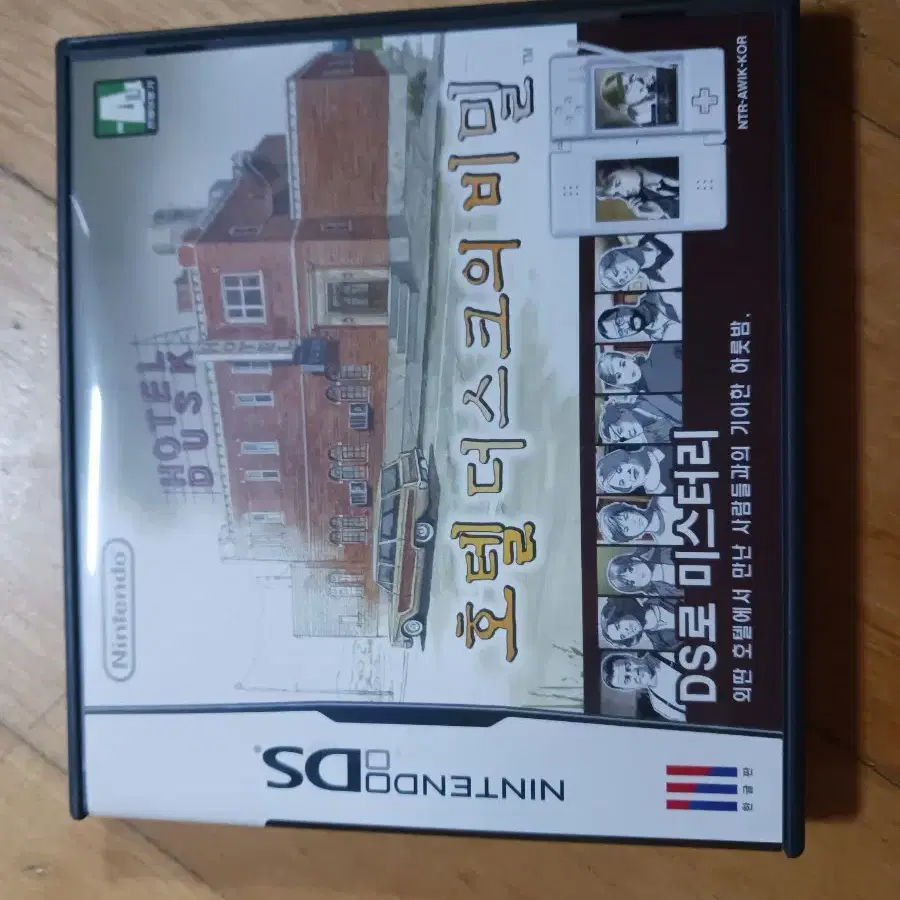 NINTENDO DS
한글판
Nintendo
HOTEL
DUSK
호텔 더스크의 비밀™
DS로 미스터리
외딴 호텔에서 만난 사람들과의 기이한 하룻밤.
NTR-AWIK-KOR